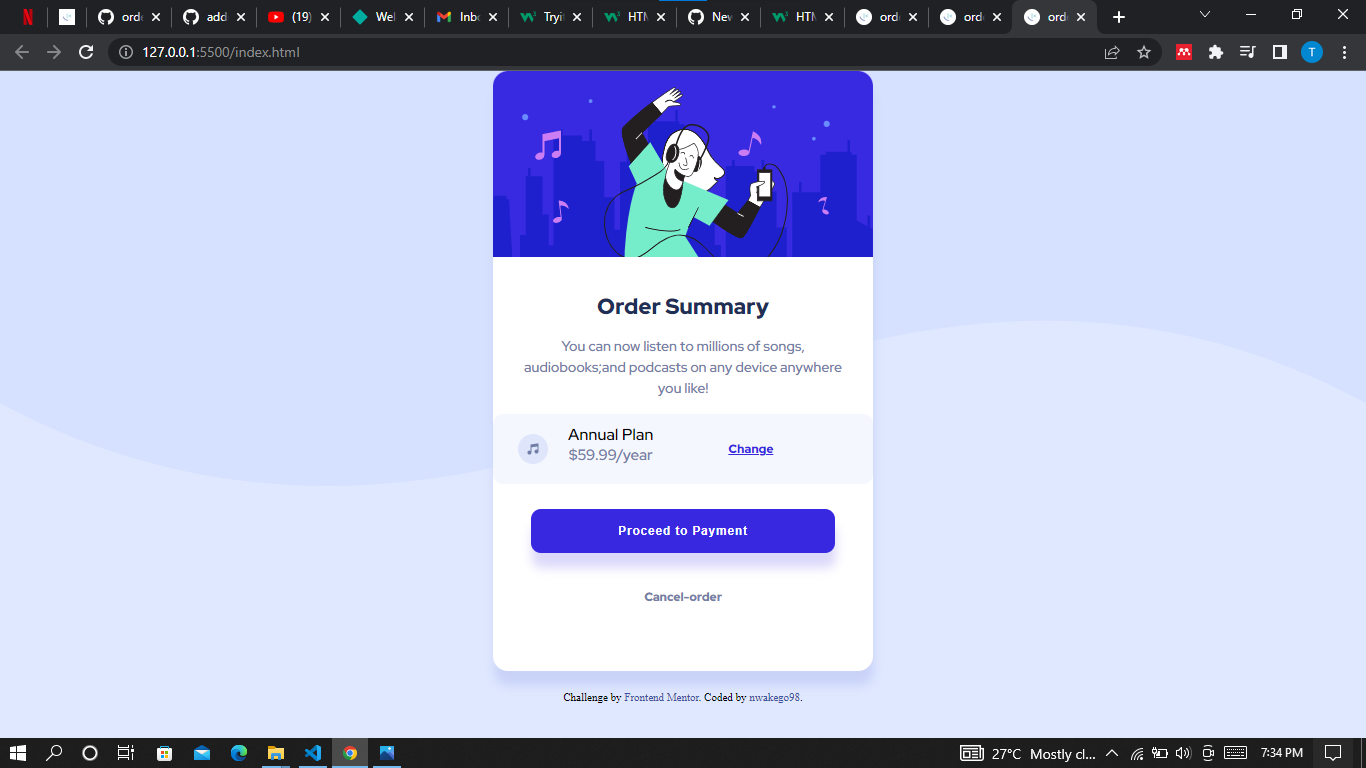 N
ord
add
(19)
Wel
Inbo
Tryi
HTM
Nev
HTM
ord
ord
ord
127.0.0.1:5500/index.html
T
Order Summary
You can now listen to millions of songs,
audiobooks;and podcasts on any device anywhere
you like!
Annual Plan
$59.99/year
Change
Proceed to Payment
Cancel-order
Challenge by Frontend Mentor. Coded by nwakego98.
27°C Mostly cl...
7:34 PM